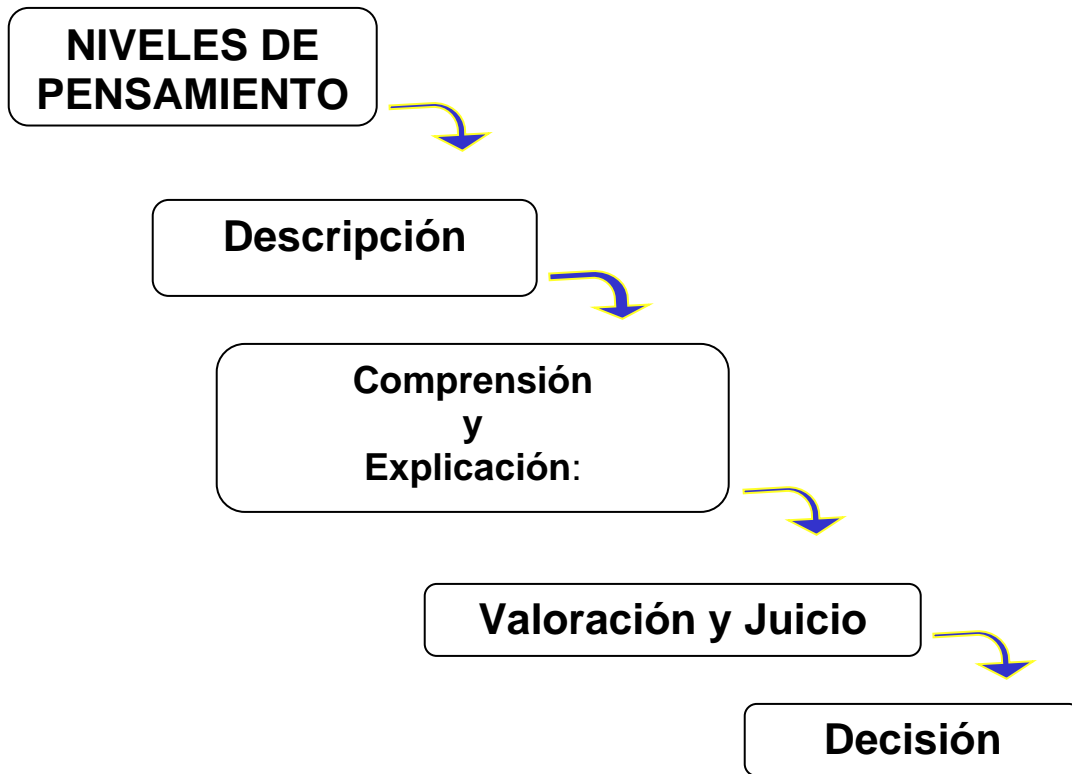 NIVELES DE
PENSAMIENTO
Descripción
Comprensión
y
Explicación:
Valoración y Juicio
Decisión